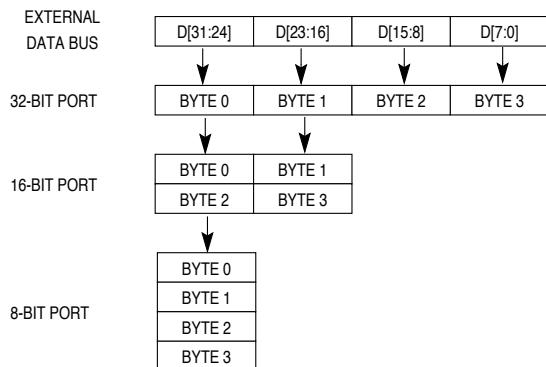 EXTERNAL
DATA BUS
D[31:24] D[23:16] D[15:8] D[7:0]
32-BIT PORT BYTE 0 BYTE 1 BYTE 2 BYTE 3
16-BIT PORT
BYTE 0 BYTE 1
BYTE 2 BYTE 3
8-BIT PORT
BYTE 0
BYTE 1
BYTE 2
BYTE 3